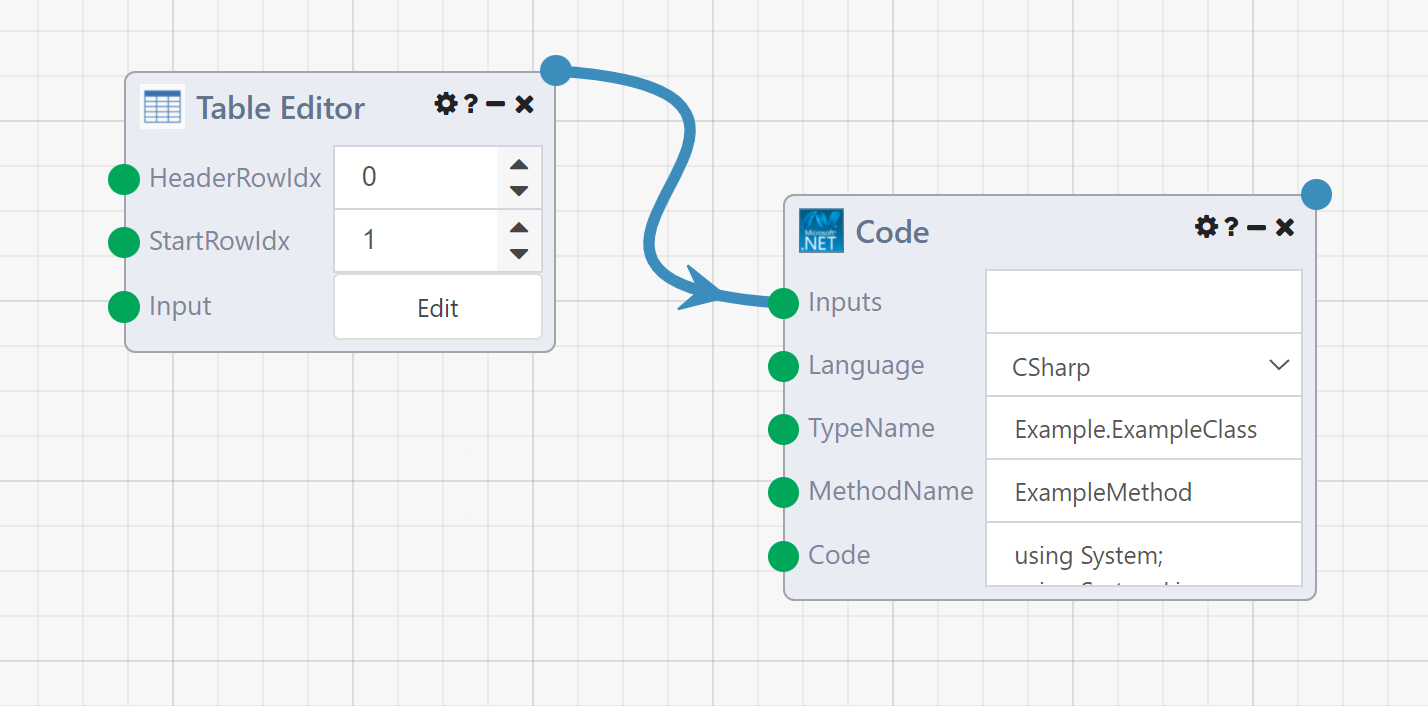 Table Editor ?
HeaderRowIdx 0
StartRowIdx 1
Input Edit
Microsoft
.NET
Code ?
Inputs
Language CSharp
TypeName Example.ExampleClass
MethodName ExampleMethod
Code using System;